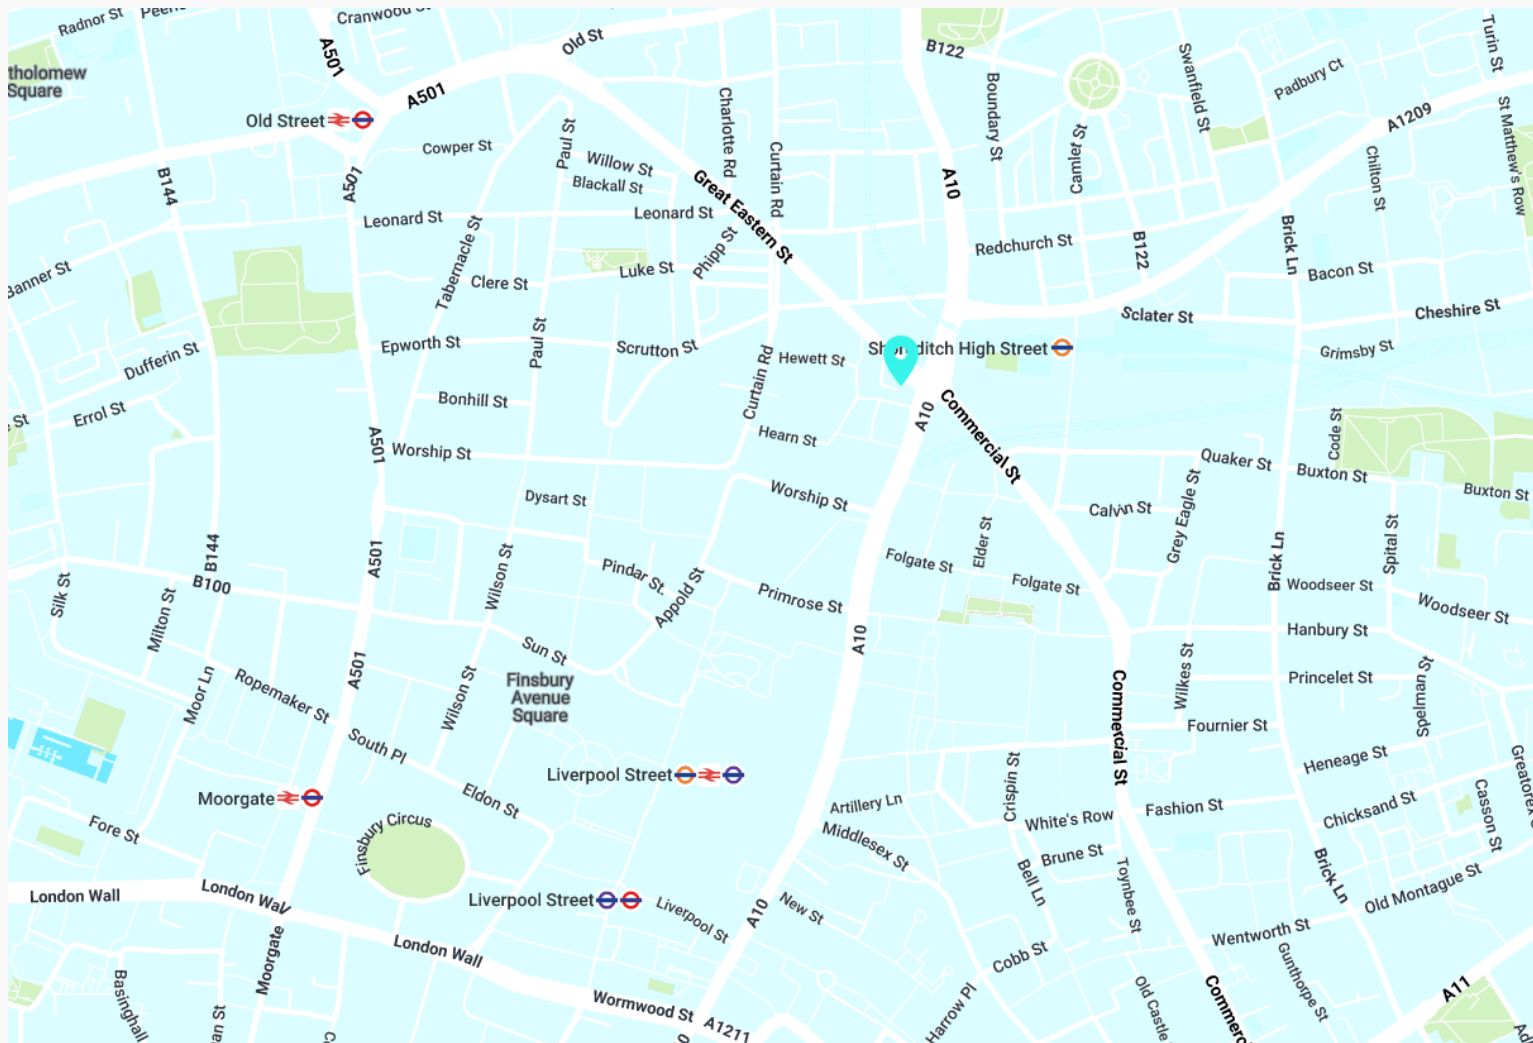 Radnor St
Cranwood St
A501
Old St
B122
Turin St
tholomew
Square
Swanfield St
Padbury Ct
Boundary St
A501
Charlotte Rd
A1209
St Matthew's Row
Old Street
Cowper St
Paul St
Willow St
Blackall St
Curtain Rd
Camlet St
Chilton St
B144
A501
A10
Great Eastern St
Leonard St
Leonard St
Tabernacle St
Phipp St
Redchurch St
B122
Brick Ln
Banner St
Clere St
Luke St
Bacon St
Sclater St
Cheshire St
Epworth St
Paul St
Scrutton St
Hewett St
Shoreditch High Street
Grimsby St
Dufferin St
Curtain Rd
Errol St
e St
Bonhill St
A10
Commercial St
Hearn St
Code St
A501
Worship St
Quaker St
Buxton St
Buxton St
Dysart St
Worship St
Calvin St
Grey Eagle St
Elder St
Spital St
B144
A501
Brick Ln
Wilson St
Pindar St.
Appold St
Folgate St
Folgate St
Silk St
B100
Primrose St
Woodseer St
Woodseer St
Milton St
A10
Hanbury St
Sun St
A501
Finsbury
Avenue
Square
Wilkes St
Princelet St
Spelman St
Moor Ln
Ropemaker St
Wilson St
Commercial St
Fournier St
South Pl
Heneage St
Liverpool Street
Crispin St
Greatorex S
Moorgate
Eldon St
Artillery Ln
Fashion St
Chicksand St
Casson St
Fore St
Finsbury Circus
Middlesex St
White's Row
Brune St
Bell Ln
Toynbee St
Brick Ln
Old Montague St
London Wall
London Wall
Liverpool Street
Liverpool St
A10
New St
Wentworth St
London Wall
Moorgate
Cobb St
Gunthorpe St
Basinghall
Wormwood St
A1211
Harrow Pl
Old Castle
Commerc
A11
an St